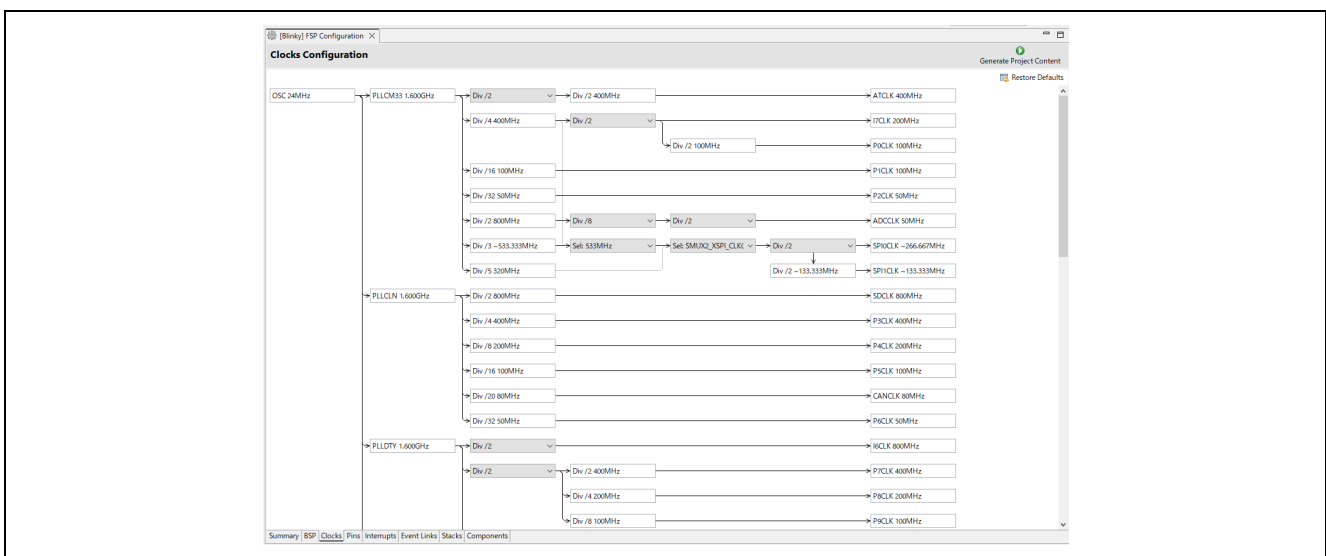 [Blinky] FSP Configuration
Clocks Configuration
Generate Project Content
Restore Defaults
OSC 24MHz PLLCM33 1.600GHz Div /2 Div /2 400MHz ATCLK 400MHz
Div /4 400MHz Div /2 I7CLK 200MHz
Div /2 100MHz P0CLK 100MHz
Div /16 100MHz P1CLK 100MHz
Div /32 50MHz P2CLK 50MHz
Div /2 800MHz Div /8 Div /2 ADCCLK 50MHz
Div /3 ~533.333MHz Sel: 533MHz Sel: SMUX2_XSPI_CLK( Div /2 SPI0CLK ~266.667MHz
Div /5 320MHz Div /2 ~133.333MHz SPI1CLK ~133.333MHz
PLLCLN 1.600GHz Div /2 800MHz SDCLK 800MHz
Div /4 400MHz P3CLK 400MHz
Div /8 200MHz P4CLK 200MHz
Div /16 100MHz P5CLK 100MHz
Div /20 80MHz CANCLK 80MHz
Div /32 50MHz P6CLK 50MHz
PLLDTY 1.600GHz Div /2 I6CLK 800MHz
Div /2 Div /2 400MHz P7CLK 400MHz
Div /4 200MHz P8CLK 200MHz
Div /8 100MHz P9CLK 100MHz
Summary BSP Clocks Pins Interrupts Event Links Stacks Components